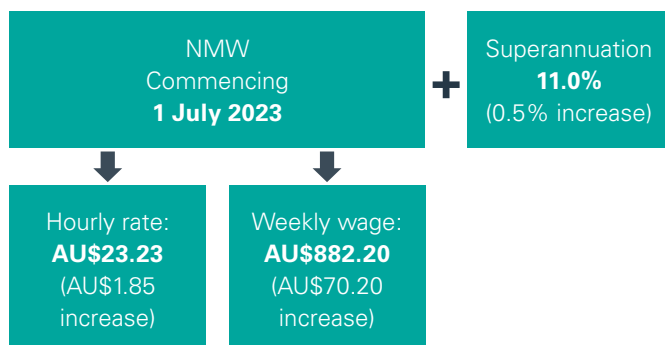 NMW
Commencing
1 July 2023
+
Superannuation
11.0%
(0.5% increase)
Hourly rate:
AU$23.23
(AU$1.85
increase)
Weekly wage:
AU$882.20
(AU$70.20
increase)